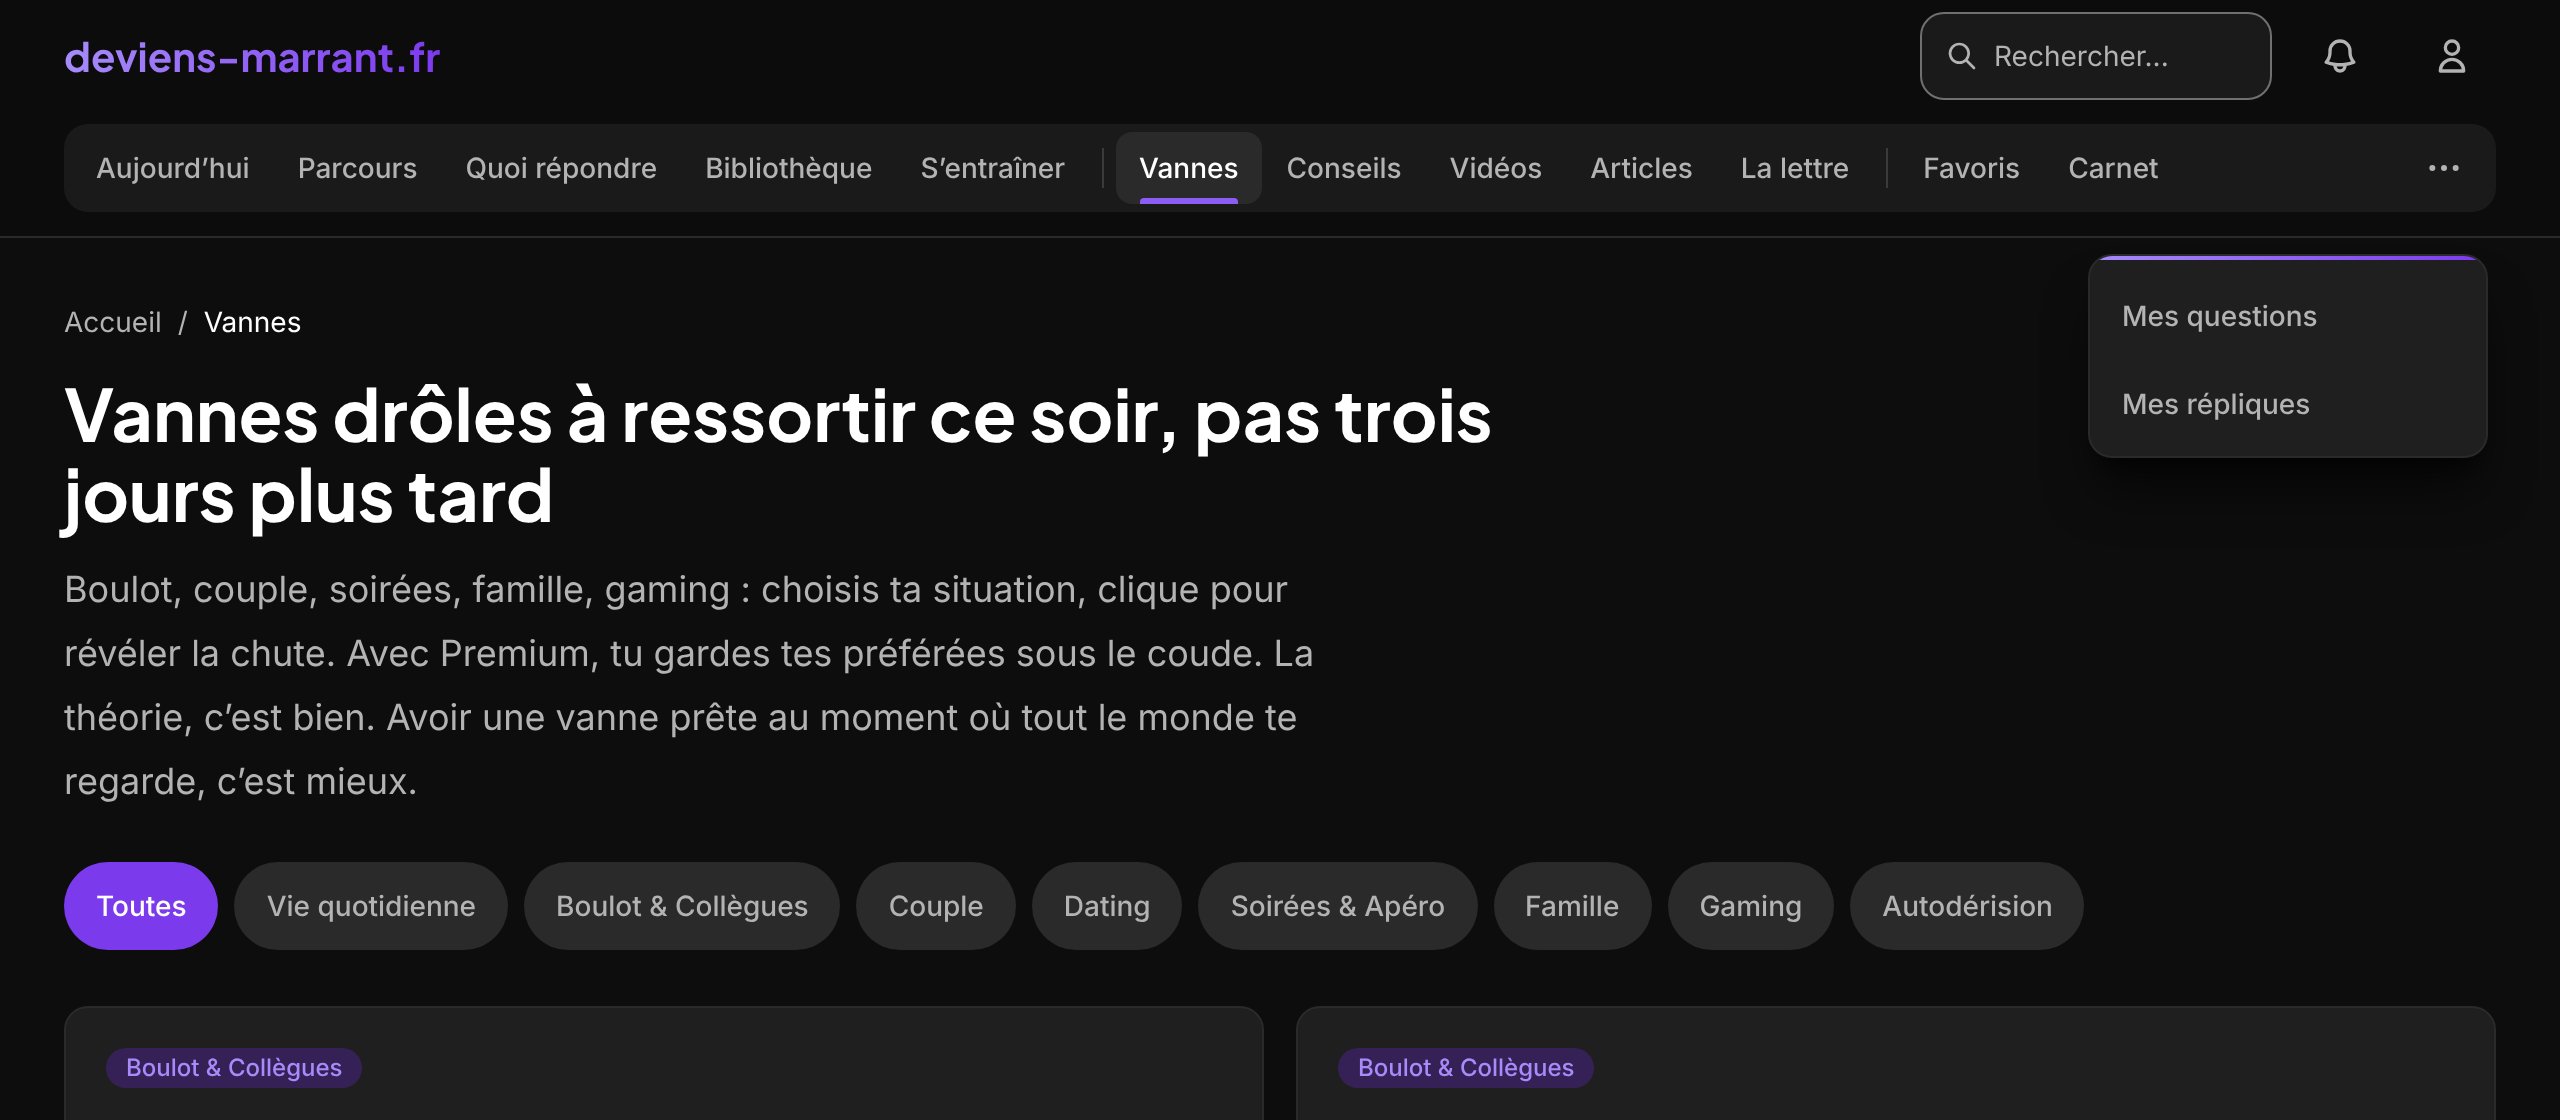 deviens-marrant.fr
Rechercher...
Aujourd’hui Parcours Quoi répondre Bibliothèque S’entraîner Vannes Conseils Vidéos Articles La lettre Favoris Carnet
Mes questions
Mes répliques
Accueil / Vannes
Vannes drôles à ressortir ce soir, pas trois
jours plus tard
Boulot, couple, soirées, famille, gaming : choisis ta situation, clique pour
révéler la chute. Avec Premium, tu gardes tes préférées sous le coude. La
théorie, c’est bien. Avoir une vanne prête au moment où tout le monde te
regarde, c’est mieux.
Toutes Vie quotidienne Boulot & Collègues Couple Dating Soirées & Apéro Famille Gaming Autodérision
Boulot & Collègues
Boulot & Collègues